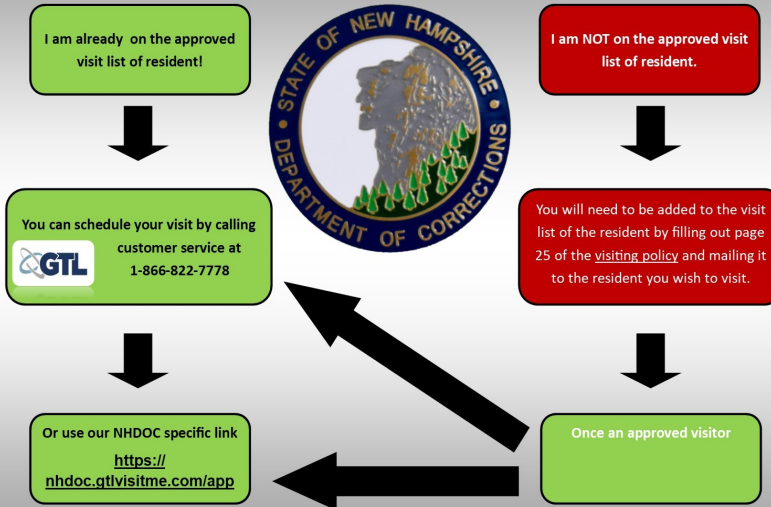 I am already on the approved
visit list of resident!
STATE OF NEW HAMPSHIRE
DEPARTMENT OF CORRECTIONS
I am NOT on the approved visit
list of resident.
You can schedule your visit by calling
GTL
customer service at
1-866-822-7778
You will need to be added to the visit
list of the resident by filling out page
25 of the visiting policy and mailing it
to the resident you wish to visit.
Or use our NHDOC specific link
https://
nhdoc.gtlvisitme.com/app
Once an approved visitor